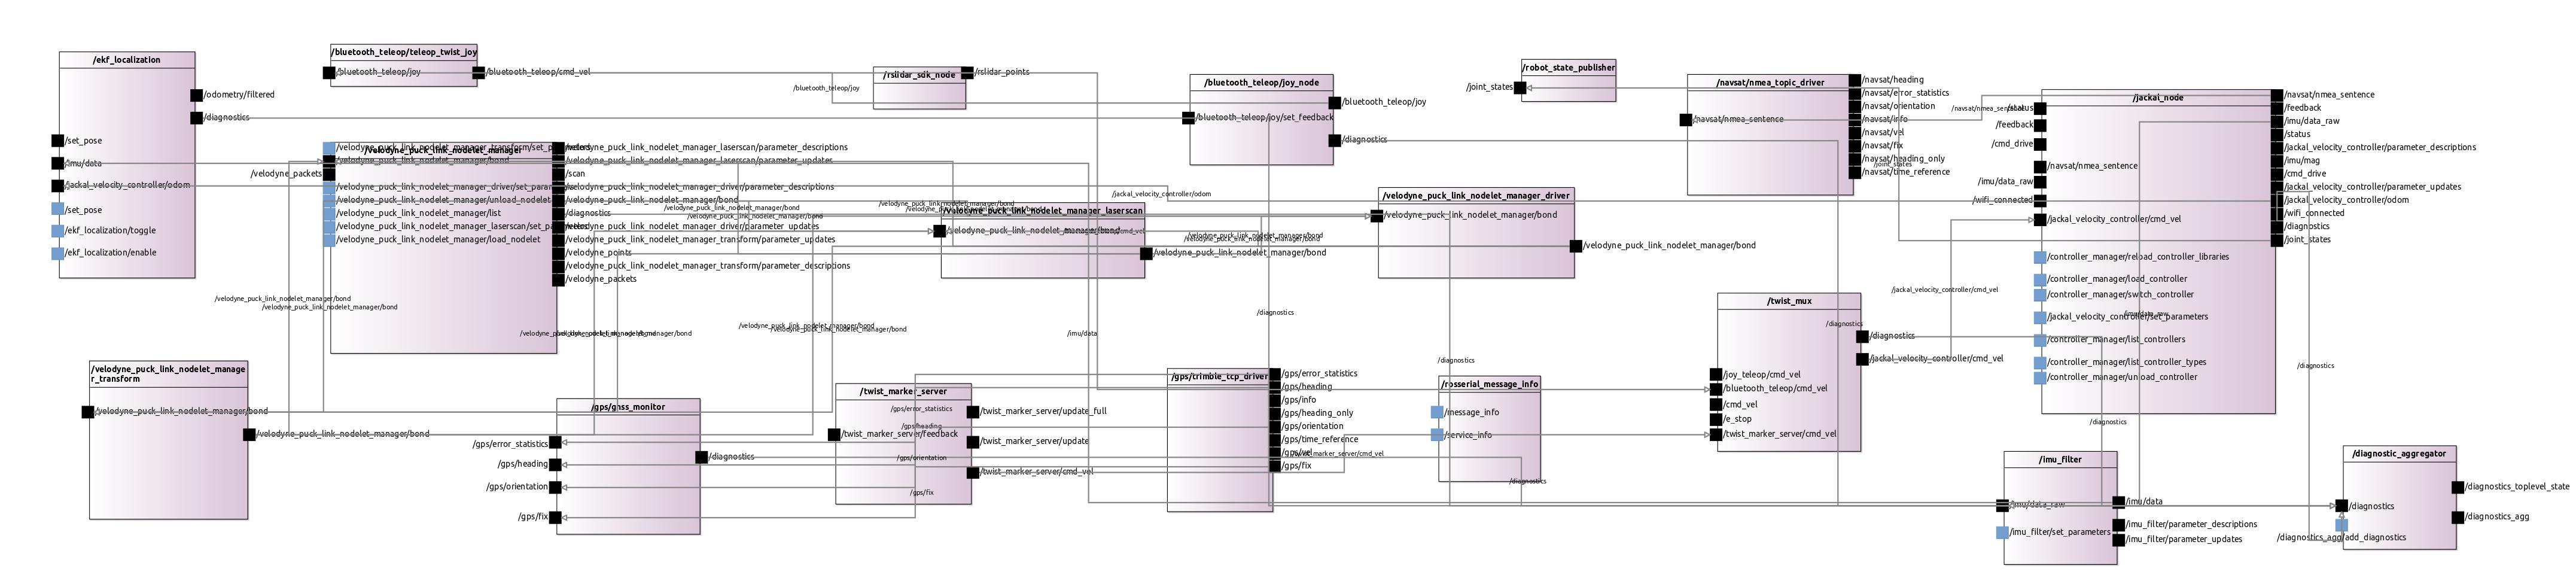 /ekf_localization
/odometry/filtered
/diagnostics
/set_pose
/imu/data
/jackal_velocity_controller/odom
/set_pose
/ekf_localization/toggle
/ekf_localization/enable
/bluetooth_teleop/teleop_twist_joy
/bluetooth_teleop/joy
/bluetooth_teleop/cmd_vel
/velodyne_puck_link_nodelet_manager
/velodyne_puck_link_nodelet_manager/bond
/velodyne_packets
/velodyne_puck_link_nodelet_manager/unload_nodelet
/velodyne_puck_link_nodelet_manager/list
/velodyne_puck_link_nodelet_manager/load_nodelet
/velodyne_puck_link_nodelet_manager_laserscan/parameter_descriptions
/velodyne_puck_link_nodelet_manager_laserscan/parameter_updates
/scan
/velodyne_puck_link_nodelet_manager_driver/parameter_descriptions
/velodyne_puck_link_nodelet_manager/bond
/diagnostics
/velodyne_puck_link_nodelet_manager_driver/parameter_updates
/velodyne_puck_link_nodelet_manager_transform/parameter_updates
/velodyne_points
/velodyne_puck_link_nodelet_manager_transform/parameter_descriptions
/velodyne_packets
/velodyne_puck_link_nodelet_manager/bond
/velodyne_puck_link_nodelet_manager/bond
/rslidar_sdk_node
/rslidar_points
/bluetooth_teleop/joy
/velodyne_puck_link_nodelet_manager_laserscan
/velodyne_puck_link_nodelet_manager/bond
/velodyne_puck_link_nodelet_manager/bond
/bluetooth_teleop/joy_node
/bluetooth_teleop/joy
/bluetooth_teleop/joy/set_feedback
/diagnostics
/jackal_velocity_controller/odom
/velodyne_puck_link_nodelet_manager_driver
/velodyne_puck_link_nodelet_manager/bond
/velodyne_puck_link_nodelet_manager/bond
/robot_state_publisher
/joint_states
/navsat/nmea_topic_driver
/navsat/nmea_sentence
/navsat/heading
/navsat/error_statistics
/navsat/orientation
/navsat/info
/navsat/vel
/navsat/fix
/navsat/heading_only
/navsat/time_reference
/joint_states
/jackal_node
/status
/feedback
/cmd_drive
/navsat/nmea_sentence
/imu/data_raw
/wifi_connected
/jackal_velocity_controller/cmd_vel
/controller_manager/reload_controller_libraries
/controller_manager/load_controller
/controller_manager/switch_controller
/jackal_velocity_controller/set_parameters
/controller_manager/list_controllers
/controller_manager/list_controller_types
/controller_manager/unload_controller
/navsat/nmea_sentence
/feedback
/imu/data_raw
/status
/jackal_velocity_controller/parameter_descriptions
/imu/mag
/cmd_drive
/jackal_velocity_controller/parameter_updates
/jackal_velocity_controller/odom
/wifi_connected
/diagnostics
/joint_states
/jackal_velocity_controller/cmd_vel
/twist_mux
/diagnostics
/diagnostics
/jackal_velocity_controller/cmd_vel
/joy_teleop/cmd_vel
/bluetooth_teleop/cmd_vel
/cmd_vel
/e_stop
/twist_marker_server/cmd_vel
/imu/data
/diagnostics
/diagnostics
/diagnostics
/diagnostics
/velodyne_puck_link_nodelet_manage
r_transform
/velodyne_puck_link_nodelet_manager/bond
/velodyne_puck_link_nodelet_manager/bond
/gps/gnss_monitor
/gps/error_statistics
/gps/heading
/gps/orientation
/gps/fix
/diagnostics
/twist_marker_server
/gps/error_statistics
/gps/heading
/twist_marker_server/feedback
/gps/orientation
/gps/fix
/twist_marker_server/update_full
/twist_marker_server/update
/twist_marker_server/cmd_vel
/gps/trimble_tcp_driver
/gps/error_statistics
/gps/heading
/gps/info
/gps/heading_only
/gps/orientation
/gps/time_reference
/gps/vel
/gps/fix
/twist_marker_server/cmd_vel
/rosserial_message_info
/message_info
/service_info
/diagnostics
/imu_filter
/imu/data_raw
/imu_filter/set_parameters
/imu/data
/imu_filter/parameter_descriptions
/imu_filter/parameter_updates
/diagnostic_aggregator
/diagnostics
/diagnostics_agg/add_diagnostics
/diagnostics_toplevel_state
/diagnostics_agg